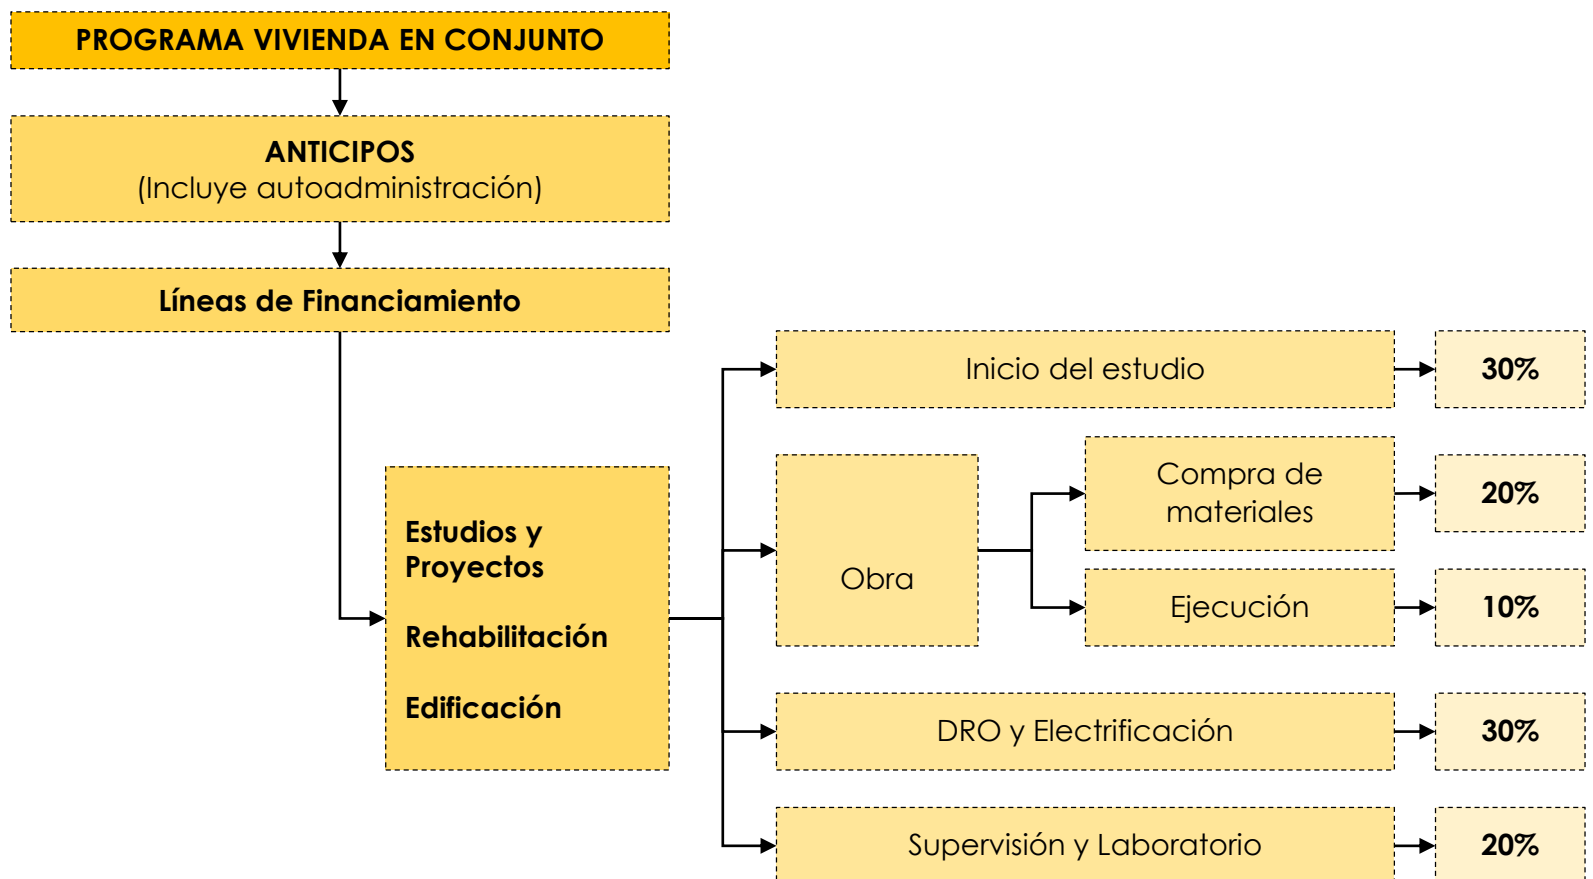 PROGRAMA VIVIENDA EN CONJUNTO
ANTICIPOS
(Incluye autoadministración)
Líneas de Financiamiento
Estudios y
Proyectos
Rehabilitación
Edificación
Inicio del estudio
30%
Obra
Compra de
materiales
20%
Ejecución
10%
DRO y Electrificación
30%
Supervisión y Laboratorio
20%